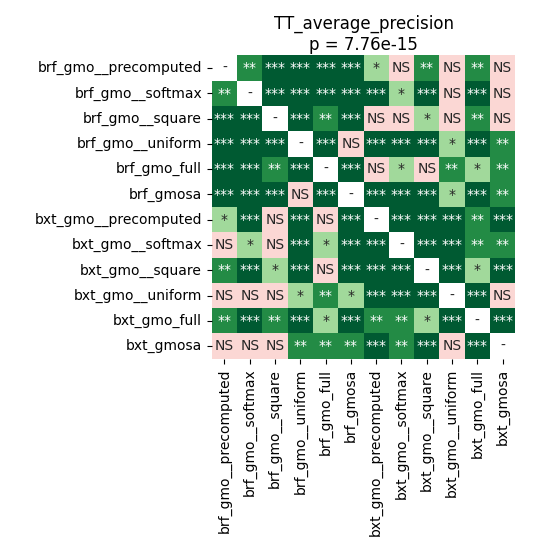 TT_average_precision
p = 7.76e-15
brf_gmo__precomputed - ** *** *** *** *** * NS ** NS ** NS
brf_gmo__softmax ** - *** *** *** *** *** * *** NS *** NS
brf_gmo__square *** *** - *** ** *** NS NS * NS ** NS
brf_gmo__uniform *** *** *** - *** NS *** *** *** * *** **
brf_gmo_full *** *** ** *** - *** NS * NS ** * **
brf_gmosa *** *** *** NS *** - *** *** *** * *** **
bxt_gmo__precomputed * *** NS *** NS *** - *** *** *** ** ***
bxt_gmo__softmax NS * NS *** * *** *** - *** *** ** **
bxt_gmo__square ** *** * *** NS *** *** *** - *** * ***
bxt_gmo__uniform NS NS NS * ** * *** *** *** - *** NS
bxt_gmo_full ** *** ** *** * *** ** ** * *** - ***
bxt_gmosa NS NS NS ** ** ** *** ** *** NS *** -
brf_gmo__precomputed
brf_gmo__softmax
brf_gmo__square
brf_gmo__uniform
brf_gmo_full
brf_gmosa
bxt_gmo__precomputed
bxt_gmo__softmax
bxt_gmo__square
bxt_gmo__uniform
bxt_gmo_full
bxt_gmosa